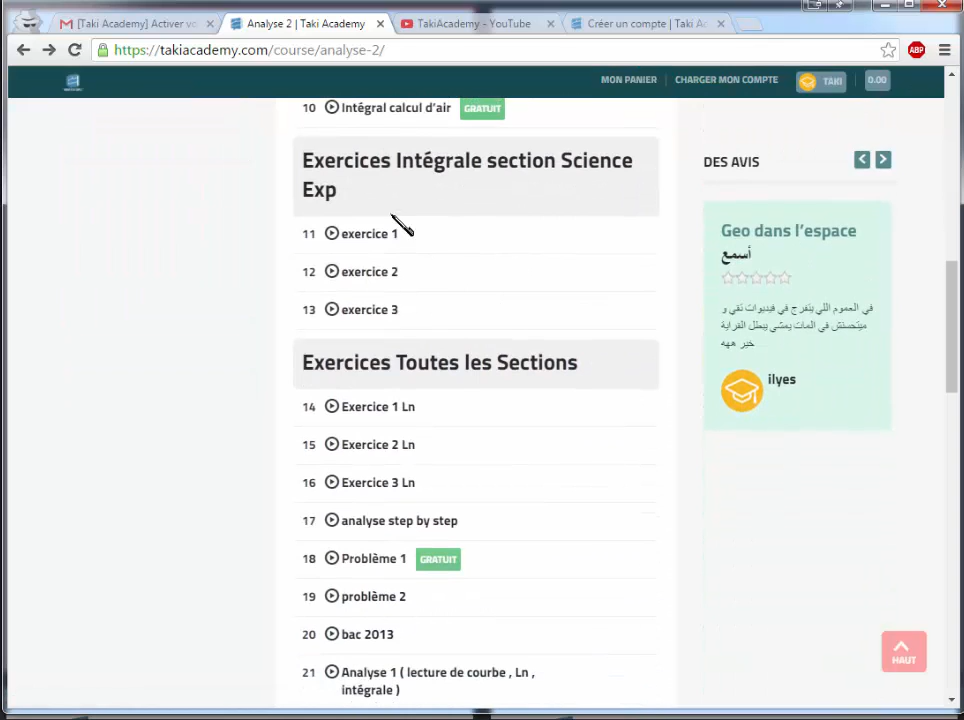 [Taki Academy] Activer v
Analyse 2 | Taki Academy
TakiAcademy - YouTube
Créer un compte | Taki Ac
https://takiacademy.com/course/analyse-2/
ABP
MON PANIER | CHARGER MON COMPTE
TAKI
0.00
10 Intégral calcul d'air GRATUIT
Exercices Intégrale section Science
Exp
11 exercice 1
12 exercice 2
13 exercice 3
Exercices Toutes les Sections
14 Exercice 1 Ln
15 Exercice 2 Ln
16 Exercice 3 Ln
17 analyse step by step
18 Problème 1 GRATUIT
19 problème 2
20 bac 2013
21 Analyse 1 ( lecture de courbe , Ln ,
intégrale )
DES AVIS
Geo dans l'espace
أسمع
في العموم اللي يتفرج في فيديوات تقي و
ميتحسنش في المات يمشي يبطل القراية
خير ههه
ilyes
HAUT